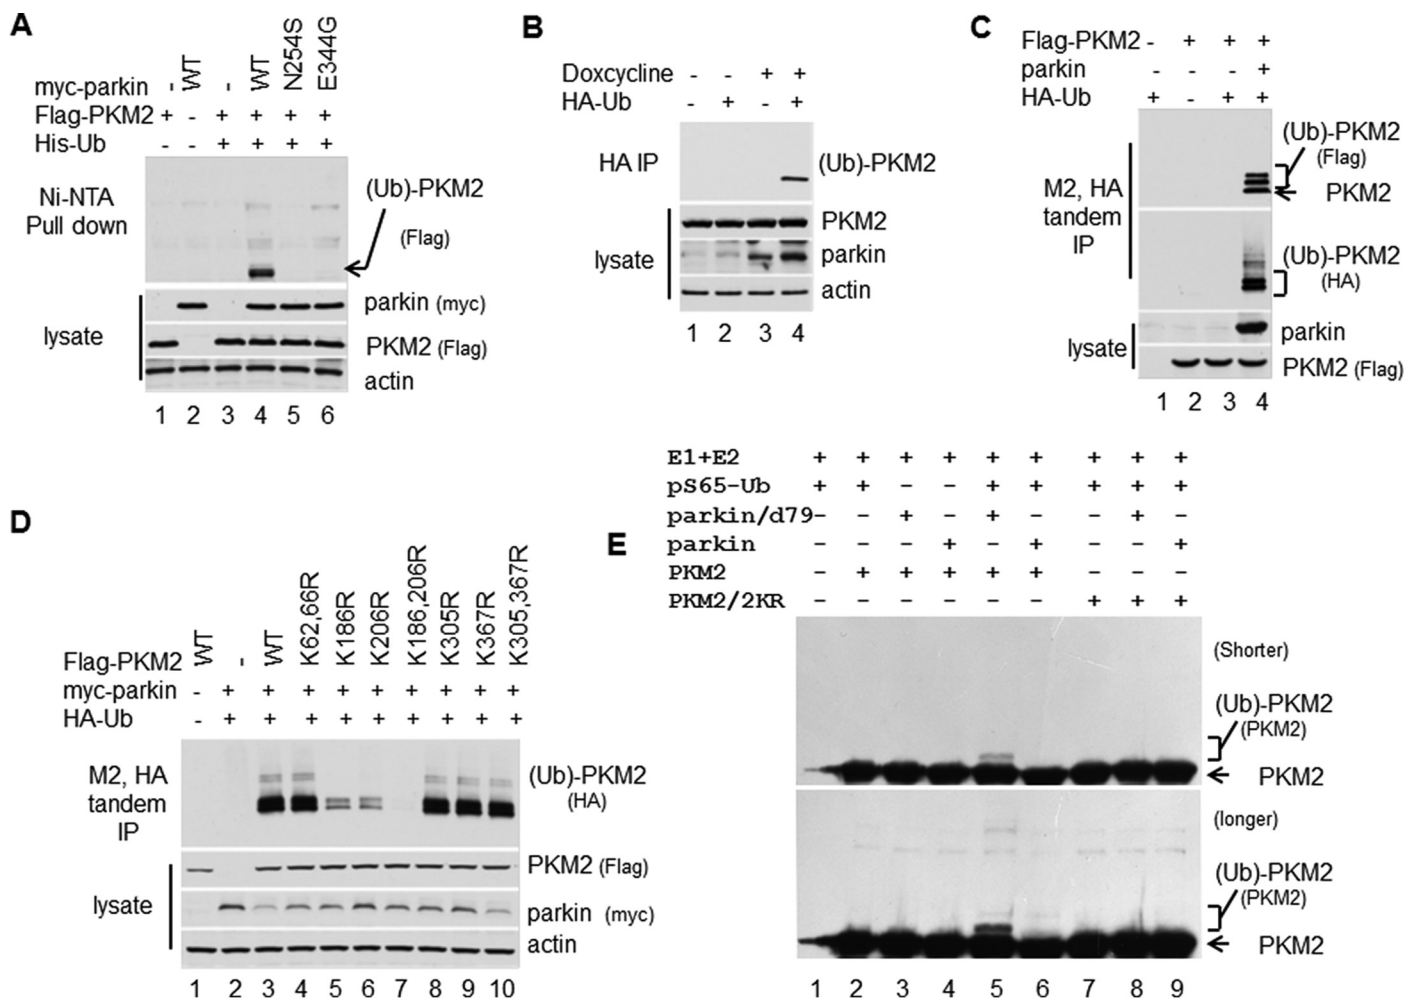 A
myc-parkin - WT - WT N254S E344G
Flag-PKM2 + - + + + +
His-Ub - - + + + +
Ni-NTA
Pull down
(Ub)-PKM2
(Flag)
lysate
parkin (myc)
PKM2 (Flag)
actin
1 2 3 4 5 6
B
Doxcycline - - + +
HA-Ub - + - +
HA IP
(Ub)-PKM2
lysate
PKM2
parkin
actin
1 2 3 4
C
Flag-PKM2 - + + +
parkin - - - +
HA-Ub + - + +
M2, HA
tandem
IP
(Ub)-PKM2
(Flag)
PKM2
(Ub)-PKM2
(HA)
lysate
parkin
PKM2 (Flag)
1 2 3 4
D
Flag-PKM2 WT - WT K62,66R K186R K206R K186,206R K305R K367R K305,367R
myc-parkin - + + + + + + + + +
HA-Ub - + + + + + + + + +
M2, HA
tandem
IP
(Ub)-PKM2
(HA)
lysate
PKM2 (Flag)
parkin (myc)
actin
1 2 3 4 5 6 7 8 9 10
E
E1+E2 + + + + + + + + +
pS65-Ub + + - - + + + + +
parkin/d79 - - + - + - - + -
parkin - - - + - + - - +
PKM2 - + + + + + - - -
PKM2/2KR - - - - - - + + +
(Shorter)
(Ub)-PKM2
(PKM2)
PKM2
(longer)
(Ub)-PKM2
(PKM2)
PKM2
1 2 3 4 5 6 7 8 9